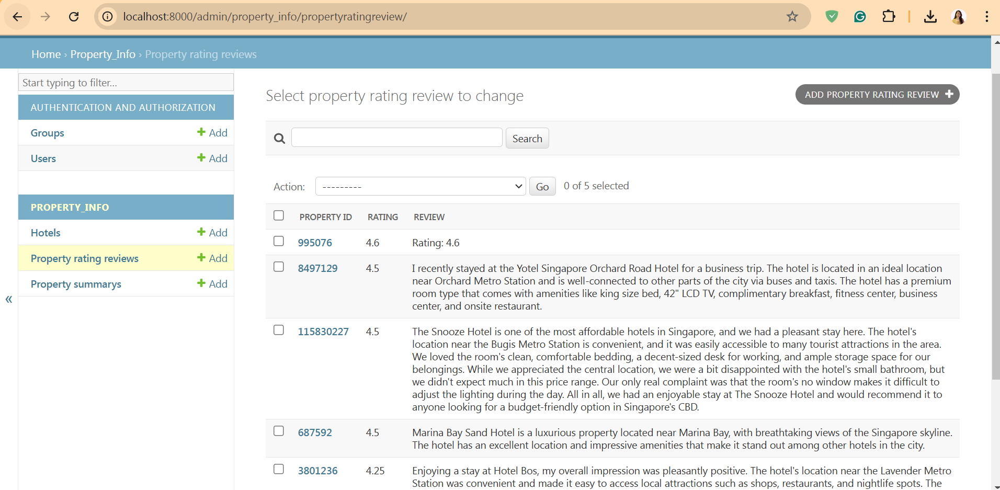 localhost:8000/admin/property_info/propertyratingreview/
Home › Property_Info › Property rating reviews
Start typing to filter...
AUTHENTICATION AND AUTHORIZATION
Groups + Add
Users + Add
PROPERTY_INFO
Hotels + Add
Property rating reviews + Add
Property summarys + Add
«
Select property rating review to change
ADD PROPERTY RATING REVIEW +
Search
Action: --------- Go 0 of 5 selected
PROPERTY ID RATING REVIEW
995076 4.6 Rating: 4.6
8497129 4.5 I recently stayed at the Yotel Singapore Orchard Road Hotel for a business trip. The hotel is located in an ideal location
near Orchard Metro Station and is well-connected to other parts of the city via buses and taxis. The hotel has a premium
room type that comes with amenities like king size bed, 42" LCD TV, complimentary breakfast, fitness center, business
center, and onsite restaurant.
115830227 4.5 The Snooze Hotel is one of the most affordable hotels in Singapore, and we had a pleasant stay here. The hotel's
location near the Bugis Metro Station is convenient, and it was easily accessible to many tourist attractions in the area.
We loved the room's clean, comfortable bedding, a decent-sized desk for working, and ample storage space for our
belongings. While we appreciated the central location, we were a bit disappointed with the hotel's small bathroom, but
we didn't expect much in this price range. Our only real complaint was that the room's no window makes it difficult to
adjust the lighting during the day. All in all, we had an enjoyable stay at The Snooze Hotel and would recommend it to
anyone looking for a budget-friendly option in Singapore's CBD.
687592 4.5 Marina Bay Sand Hotel is a luxurious property located near Marina Bay, with breathtaking views of the Singapore skyline.
The hotel has an excellent location and impressive amenities that make it stand out among other hotels in the city.
3801236 4.25 Enjoying a stay at Hotel Bos, my overall impression was pleasantly positive. The hotel's location near the Lavender Metro
Station was convenient and made it easy to access local attractions such as shops, restaurants, and nightlife spots. The